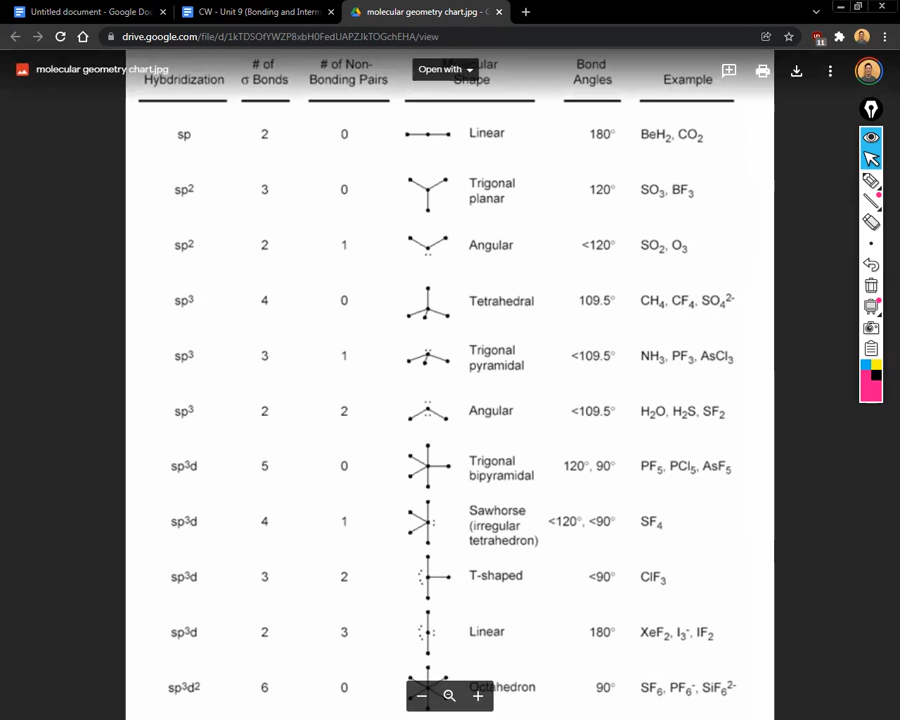 Untitled document - Google Doc
CW - Unit 9 (Bonding and Interm
molecular geometry chart.jpg - G
drive.google.com/file/d/1kTDSOfYWZP8xbH0FedUAPZJkTOGchEHA/view
11
molecular geometry chart.jpg
Open with
Hybdridization
# of σ Bonds
# of Non-Bonding Pairs
Shape
Bond Angles
Example
sp 2 0 Linear 180° BeH₂, CO₂
sp² 3 0 Trigonal planar 120° SO₃, BF₃
sp² 2 1 Angular <120° SO₂, O₃
sp³ 4 0 Tetrahedral 109.5° CH₄, CF₄, SO₄²⁻
sp³ 3 1 Trigonal pyramidal <109.5° NH₃, PF₃, AsCl₃
sp³ 2 2 Angular <109.5° H₂O, H₂S, SF₂
sp³d 5 0 Trigonal bipyramidal 120°, 90° PF₅, PCl₅, AsF₅
sp³d 4 1 Sawhorse (irregular tetrahedron) <120°, <90° SF₄
sp³d 3 2 T-shaped <90° ClF₃
sp³d 2 3 Linear 180° XeF₂, I₃⁻, IF₂
sp³d² 6 0 Octahedron 90° SF₆, PF₆⁻, SiF₆²⁻